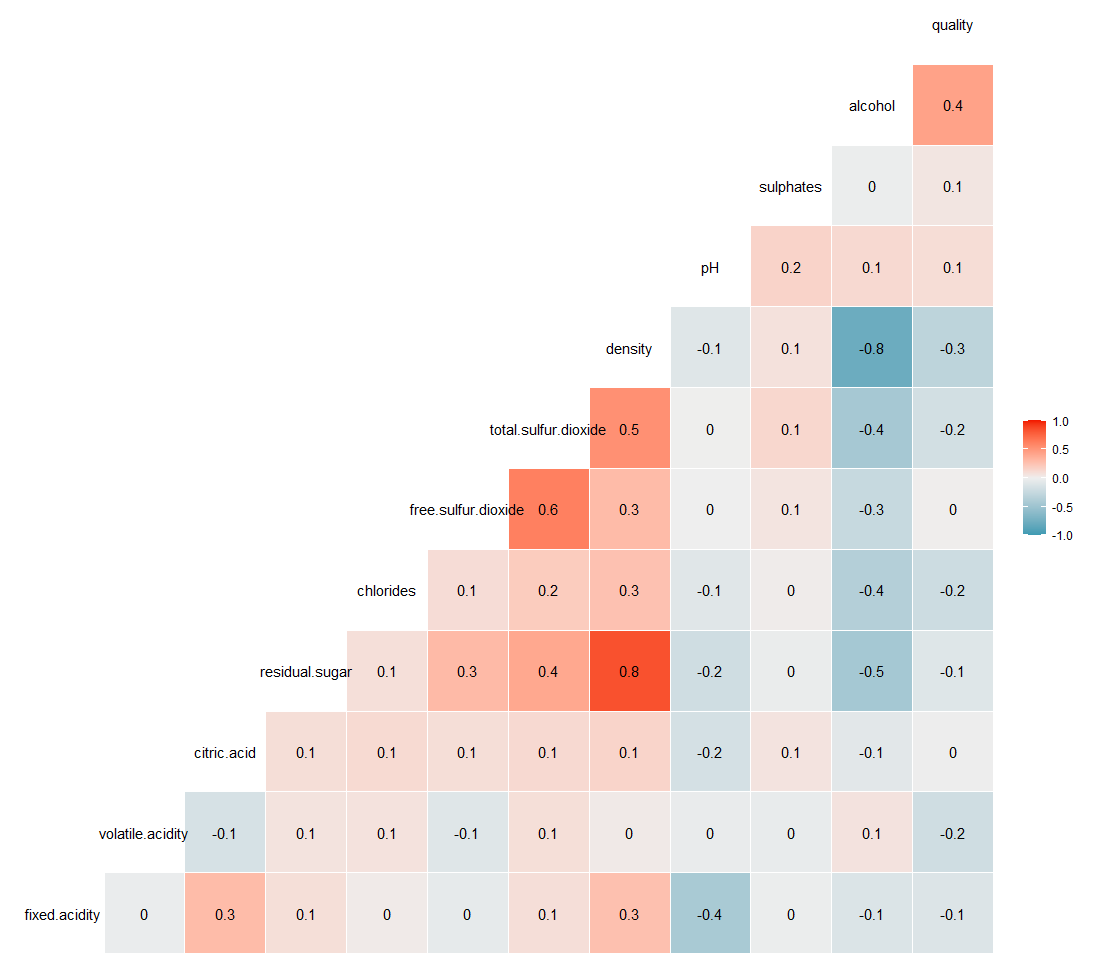 quality
alcohol 0.4
sulphates 0 0.1
pH 0.2 0.1 0.1
density -0.1 0.1 -0.8 -0.3
total.sulfur.dioxide 0.5 0 0.1 -0.4 -0.2
free.sulfur.dioxide 0.6 0.3 0 0.1 -0.3 0
chlorides 0.1 0.2 0.3 -0.1 0 -0.4 -0.2
residual.sugar 0.1 0.3 0.4 0.8 -0.2 0 -0.5 -0.1
citric.acid 0.1 0.1 0.1 0.1 0.1 -0.2 0.1 -0.1 0
volatile.acidity -0.1 0.1 0.1 -0.1 0.1 0 0 0 0.1 -0.2
fixed.acidity 0 0.3 0.1 0 0 0.1 0.3 -0.4 0 -0.1 -0.1
1.0
0.5
0.0
-0.5
-1.0